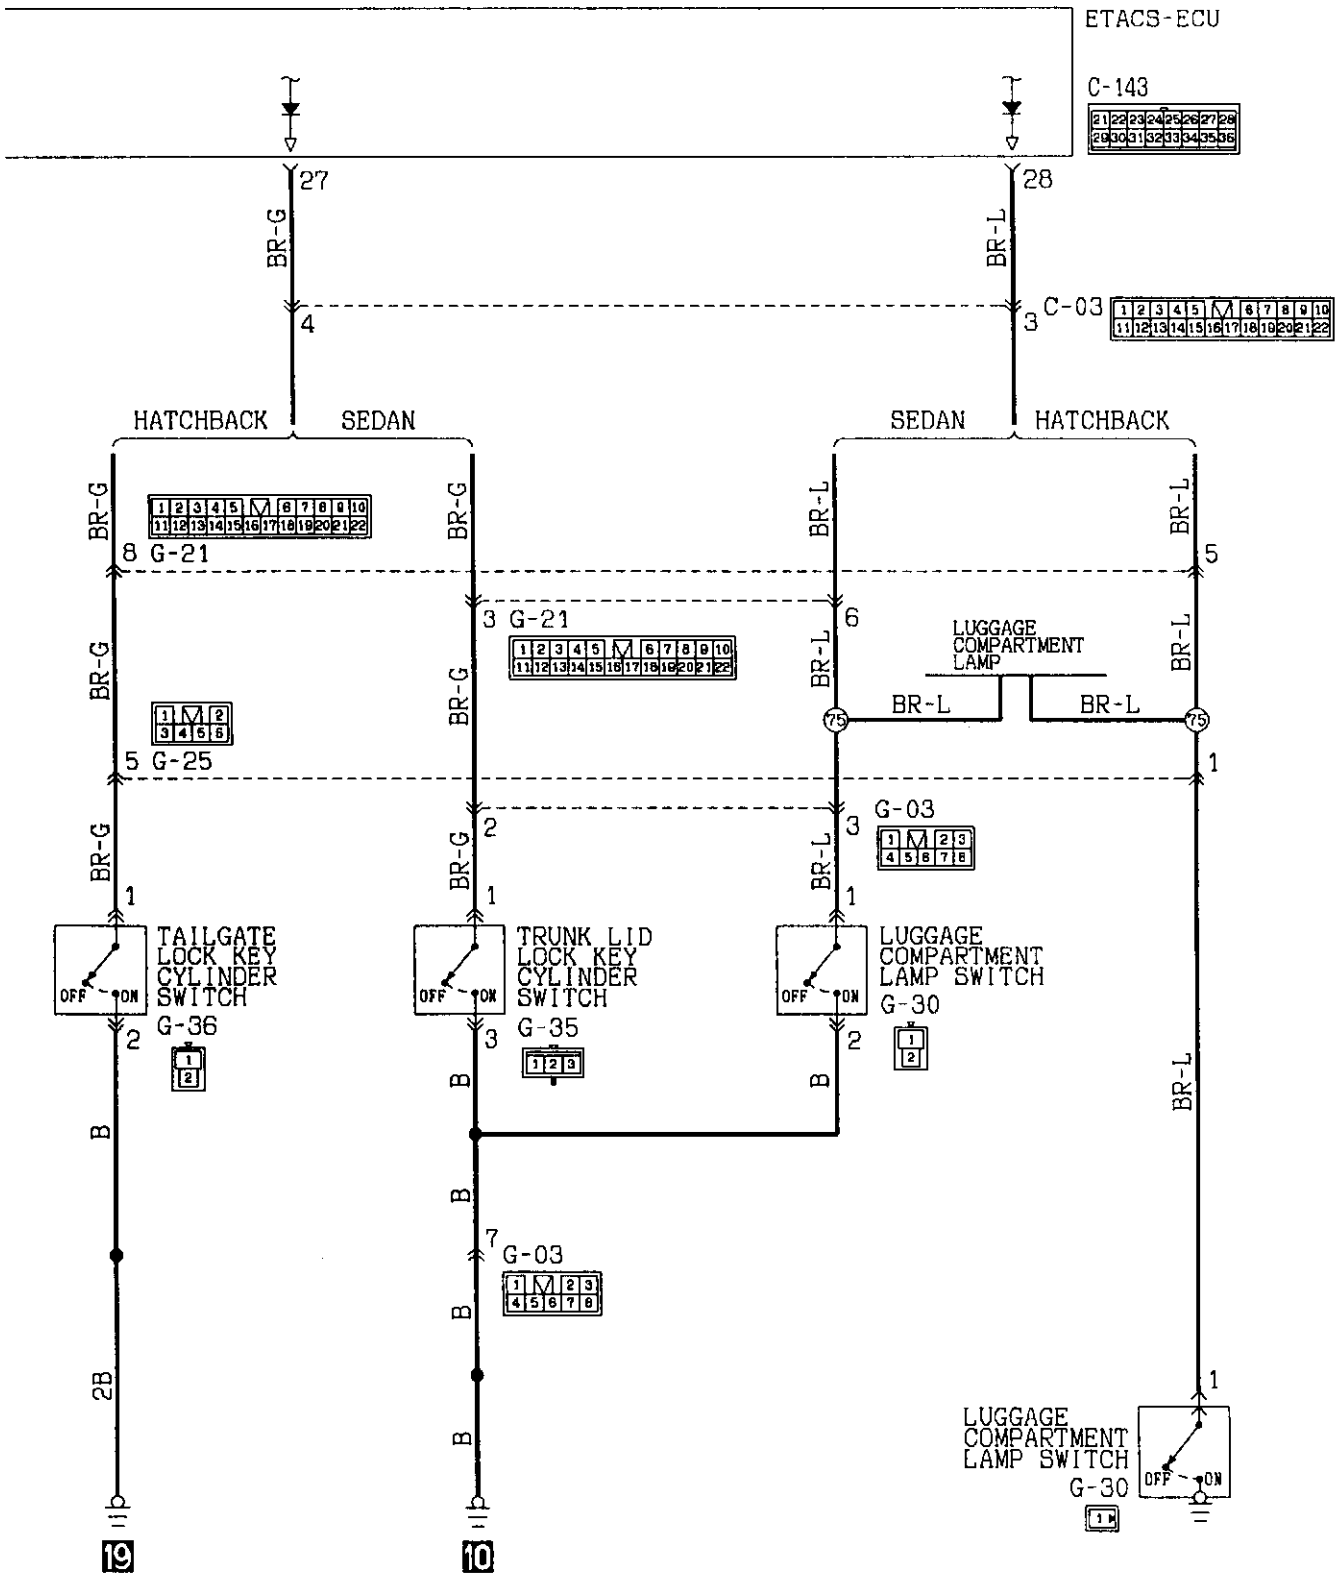 ETACS-ECU
C-143
21 22 23 24 25 26 27 28
29 30 31 32 33 34 35 36
27
28
BR-G
BR-L
4
3
C-03
1 2 3 4 5 6 7 8 9 10
11 12 13 14 15 16 17 18 19 20 21 22
HATCHBACK
SEDAN
SEDAN
HATCHBACK
BR-G
BR-G
BR-L
BR-L
1 2 3 4 5 6 7 8 9 10
11 12 13 14 15 16 17 18 19 20 21 22
8
G-21
5
3
G-21
6
1 2 3 4 5 6 7 8 9 10
11 12 13 14 15 16 17 18 19 20 21 22
LUGGAGE
COMPARTMENT
LAMP
BR-G
BR-G
BR-L
BR-L
BR-L
BR-L
75
75
1 2
3 4 5 6
5
G-25
1
2
3
G-03
1 2 3
4 5 6 7 8
BR-G
BR-G
BR-L
1
1
1
TAILGATE
LOCK KEY
CYLINDER
SWITCH
OFF
ON
G-36
1
2
TRUNK LID
LOCK KEY
CYLINDER
SWITCH
OFF
ON
G-35
1 2 3
LUGGAGE
COMPARTMENT
LAMP SWITCH
OFF
ON
G-30
1
2
2
3
2
B
B
B
BR-L
B
7
G-03
1 2 3
4 5 6 7 8
B
2B
B
1
LUGGAGE
COMPARTMENT
LAMP SWITCH
OFF
ON
G-30
1
19
10